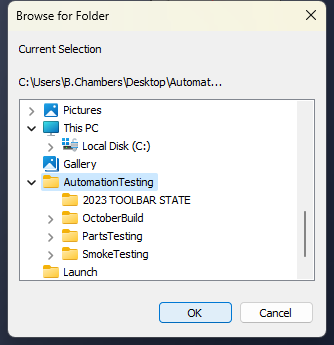 Browse for Folder
Current Selection
C:\Users\B.Chambers\Desktop\Automat...
Pictures
This PC
Local Disk (C:)
Gallery
AutomationTesting
2023 TOOLBAR STATE
OctoberBuild
PartsTesting
SmokeTesting
Launch
OK
Cancel